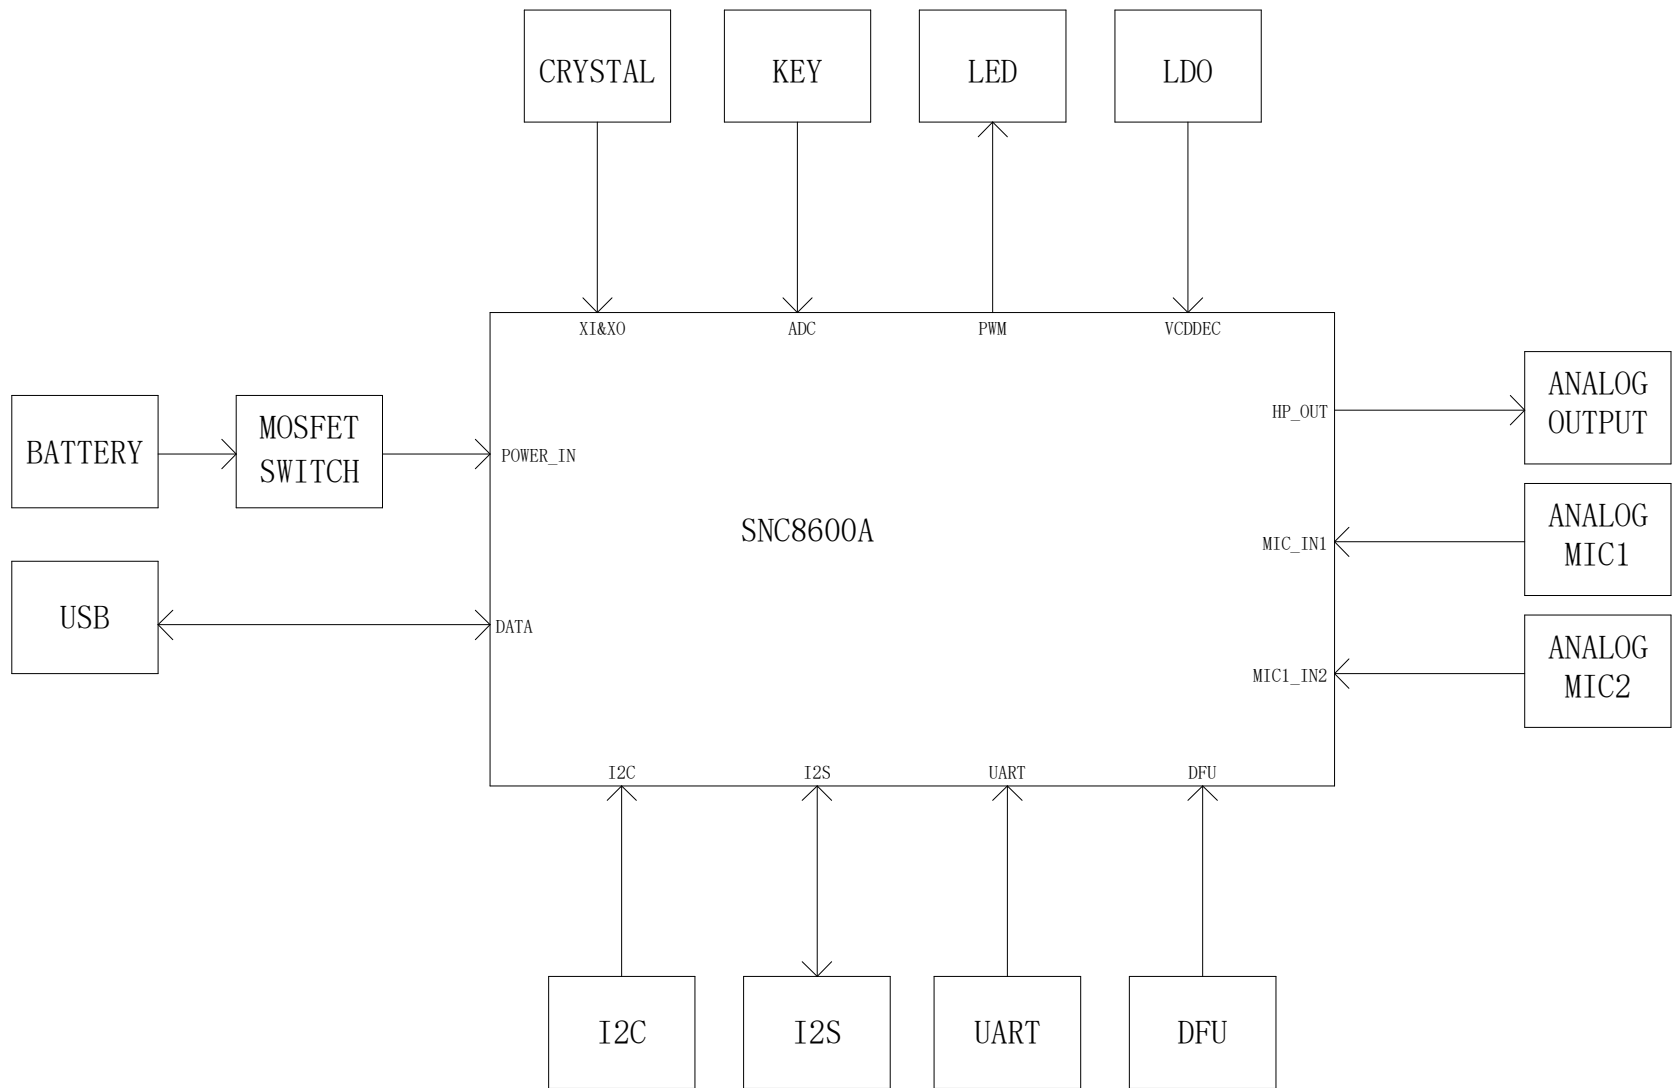 CRYSTAL
KEY
LED
LDO
XI&XO
ADC
PWM
VCDDEC
BATTERY
MOSFET
SWITCH
POWER_IN
USB
DATA
SNC8600A
HP_OUT
ANALOG
OUTPUT
MIC_IN1
ANALOG
MIC1
MIC1_IN2
ANALOG
MIC2
I2C
I2S
UART
DFU
I2C
I2S
UART
DFU